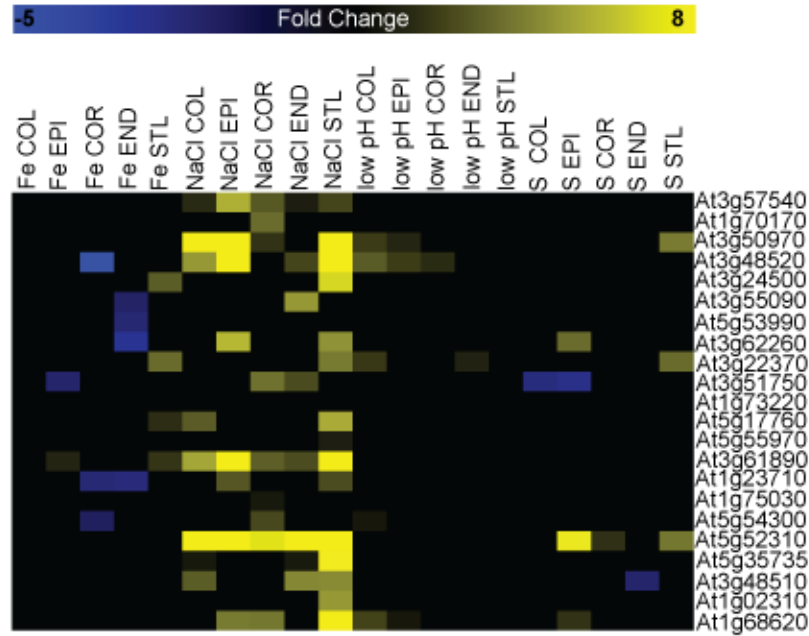 -5 Fold Change 8
Fe COL
Fe EPI
Fe COR
Fe END
Fe STL
NaCl COL
NaCl EPI
NaCl COR
NaCl END
NaCl STL
low pH COL
low pH EPI
low pH COR
low pH END
low pH STL
S COL
S EPI
S COR
S END
S STL
At3g57540
At1g70170
At3g50970
At3g48520
At3g24500
At3g55090
At5g53990
At3g62260
At3g22370
At3g51750
At1g73220
At5g17760
At5g55970
At3g61890
At1g23710
At1g75030
At5g54300
At5g52310
At5g35735
At3g48510
At1g02310
At1g68620